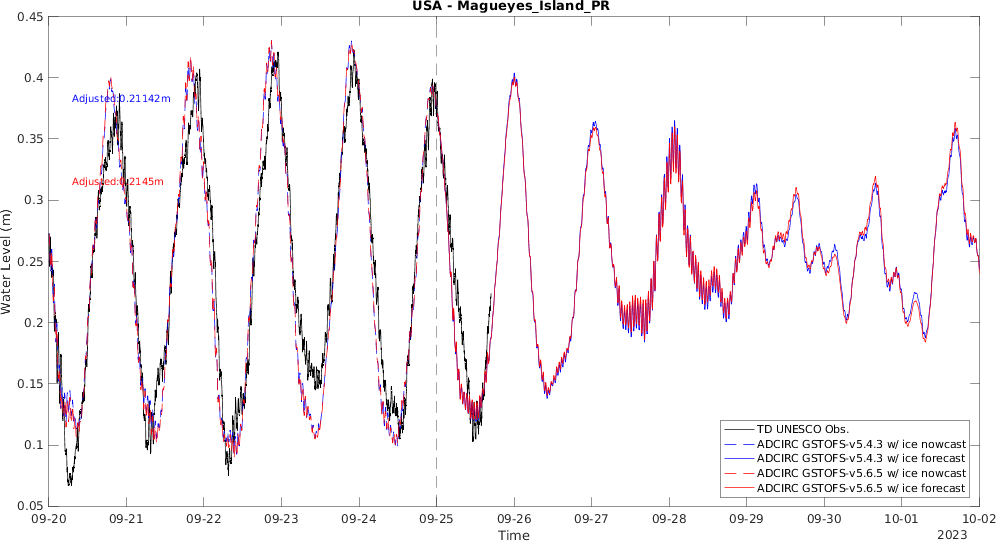 USA - Magueyes_Island_PR
0.45
0.4
0.35
0.3
0.25
0.2
0.15
0.1
0.05
Water Level (m)
Adjusted:0.21142m
Adjusted:0.2145m
TD UNESCO Obs.
ADCIRC GSTOFS-v5.4.3 w/ ice nowcast
ADCIRC GSTOFS-v5.4.3 w/ ice forecast
ADCIRC GSTOFS-v5.6.5 w/ ice nowcast
ADCIRC GSTOFS-v5.6.5 w/ ice forecast
09-20 09-21 09-22 09-23 09-24 09-25 09-26 09-27 09-28 09-29 09-30 10-01 10-02
Time
2023